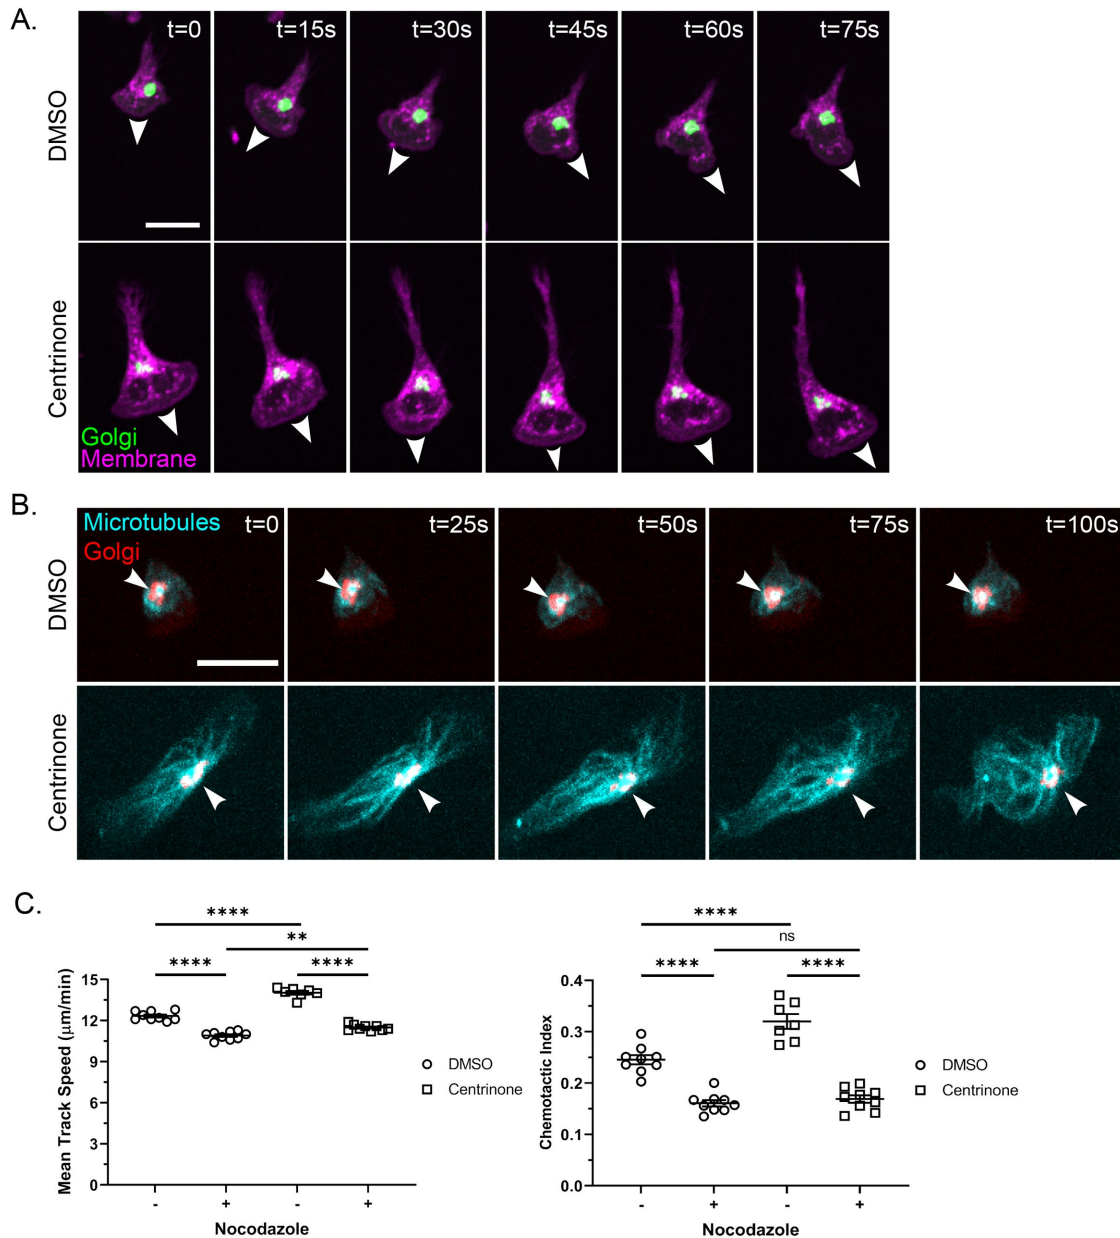 A.
t=0 t=15s t=30s t=45s t=60s t=75s
DMSO
Centrinone
Golgi
Membrane
B.
Microtubules t=0 t=25s t=50s t=75s t=100s
Golgi
DMSO
Centrinone
C.
****
**
**** ****
15
12
9
6
3
0
Mean Track Speed (μm/min)
- + - +
Nocodazole
DMSO
Centrinone
****
ns
**** ****
0.4
0.3
0.2
0.1
0.0
Chemotactic Index
- + - +
Nocodazole
DMSO
Centrinone